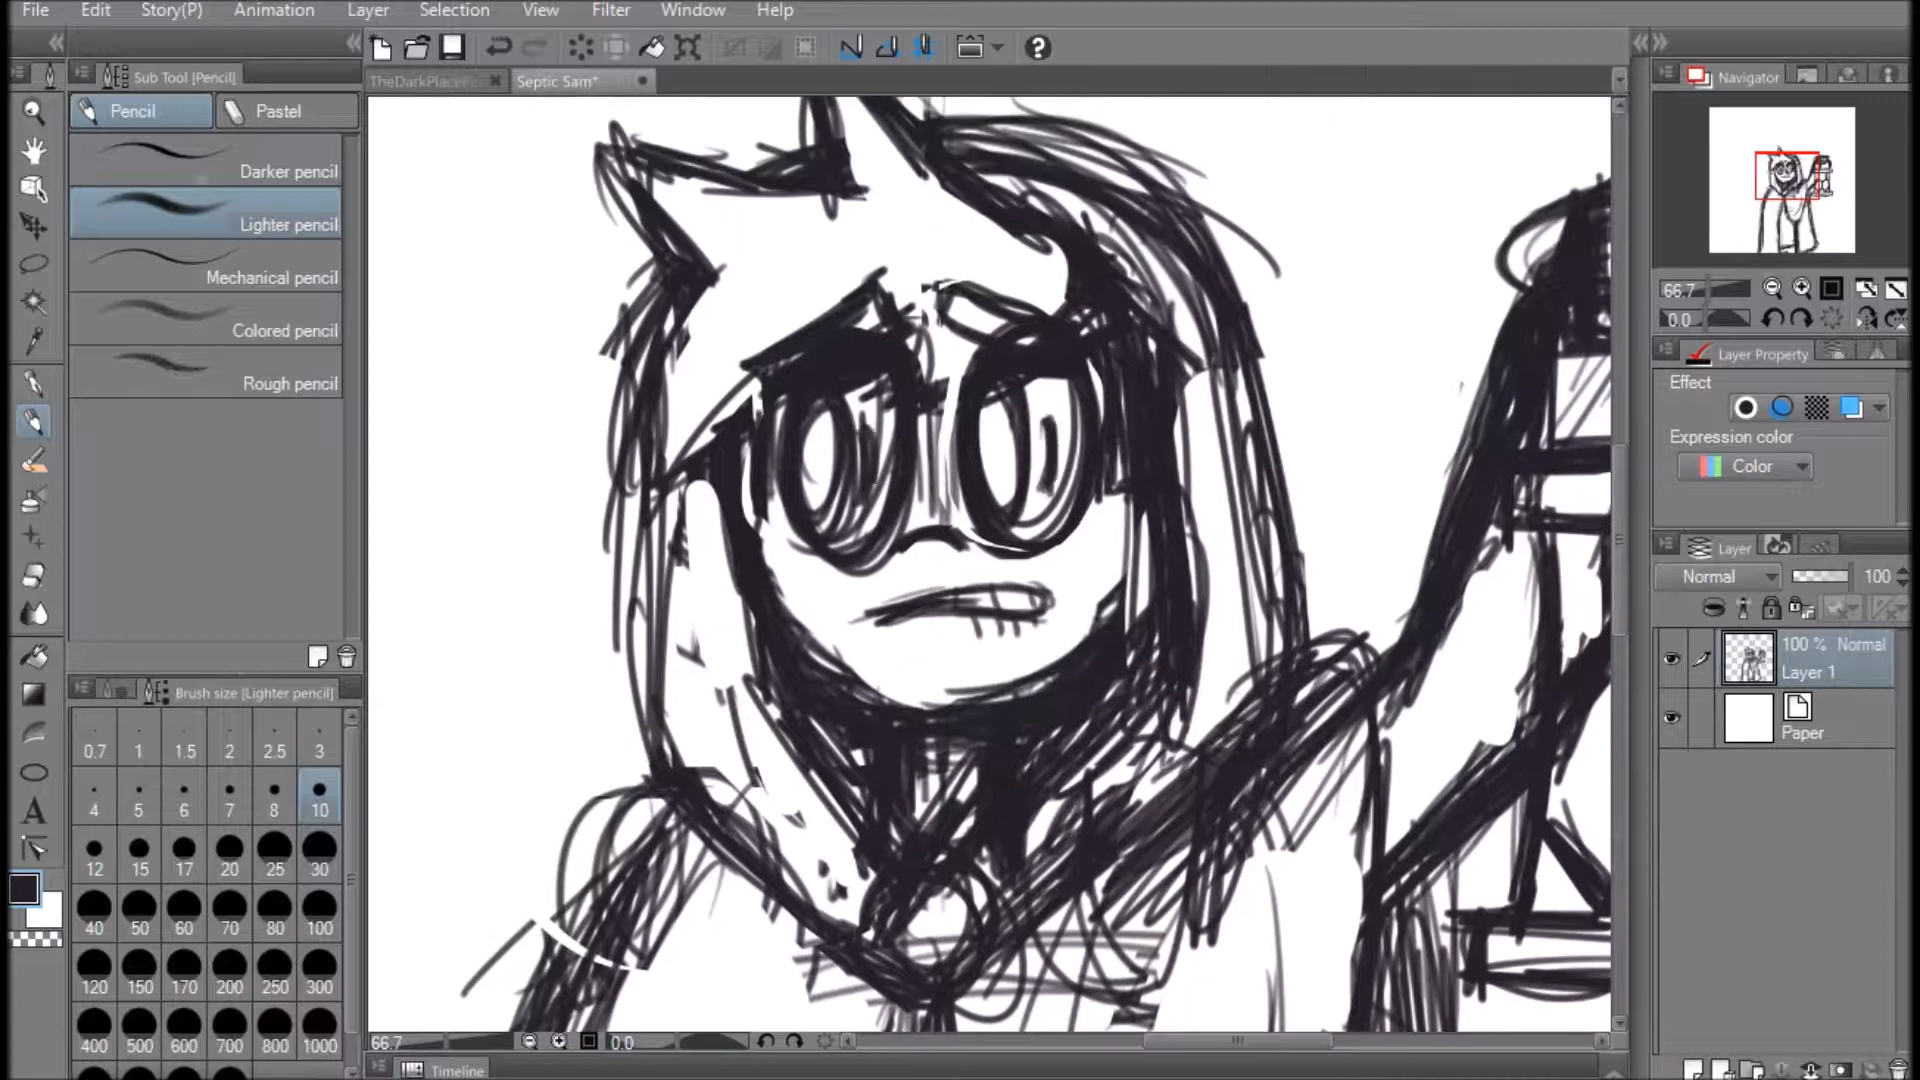 File Edit Story(P) Animation Layer Selection View Filter Window Help
Sub Tool [Pencil]
Pencil Pastel
Darker pencil
Lighter pencil
Mechanical pencil
Colored pencil
Rough pencil
Brush size [Lighter pencil]
0.7 1 1.5 2 2.5 3
4 5 6 7 8 10
12 15 17 20 25 30
40 50 60 70 80 100
120 150 170 200 250 300
400 500 600 700 800 1000
Septic Sam*
66.7 0.0
Timeline
Navigator
66.7
0.0
Layer Property
Effect
Expression color
Color
Layer
Normal 100
100 % Normal
Layer 1
Paper